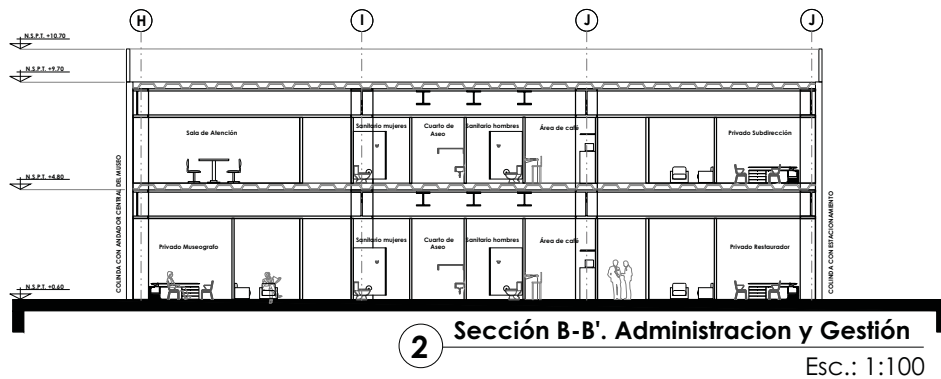 H I J J
N.S.P.T. +10.70
N.S.P.T. +9.70
Sala de Atención
Sanitario mujeres
Cuarto de
Aseo
Sanitario hombres
Área de café
Privado Subdirección
N.S.P.T. +4.80
COLINDA CON ANDADOR CENTRAL DEL MUSEO
COLINDA CON ESTACIONAMIENTO
Privado Museografo
Sanitario mujeres
Cuarto de
Aseo
Sanitario hombres
Área de café
Privado Restaurador
N.S.P.T. +0.60
2
Sección B-B'. Administracion y Gestión
Esc.: 1:100